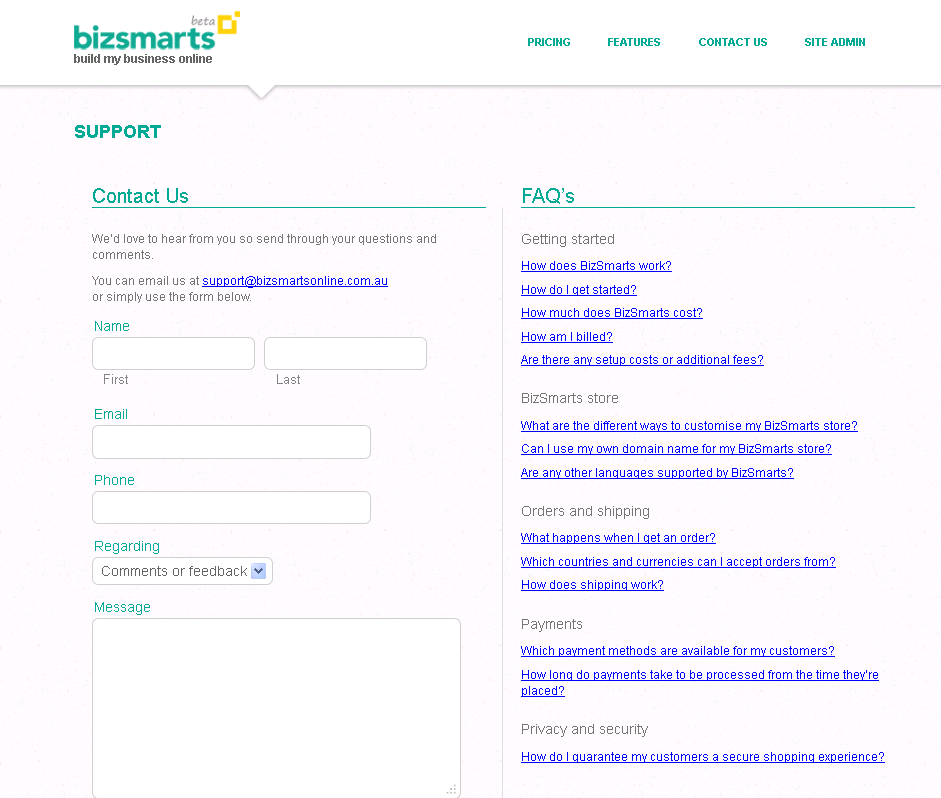 beta
bizsmarts
build my business online
PRICING
FEATURES
CONTACT US
SITE ADMIN
SUPPORT
Contact Us
We'd love to hear from you so send through your questions and
comments.
You can email us at support@bizsmartsonline.com.au
or simply use the form below.
Name
First
Last
Email
Phone
Regarding
Comments or feedback
Message
FAQ's
Getting started
How does BizSmarts work?
How do I get started?
How much does BizSmarts cost?
How am I billed?
Are there any setup costs or additional fees?
BizSmarts store
What are the different ways to customise my BizSmarts store?
Can I use my own domain name for my BizSmarts store?
Are any other languages supported by BizSmarts?
Orders and shipping
What happens when I get an order?
Which countries and currencies can I accept orders from?
How does shipping work?
Payments
Which payment methods are available for my customers?
How long do payments take to be processed from the time they're
placed?
Privacy and security
How do I guarantee my customers a secure shopping experience?